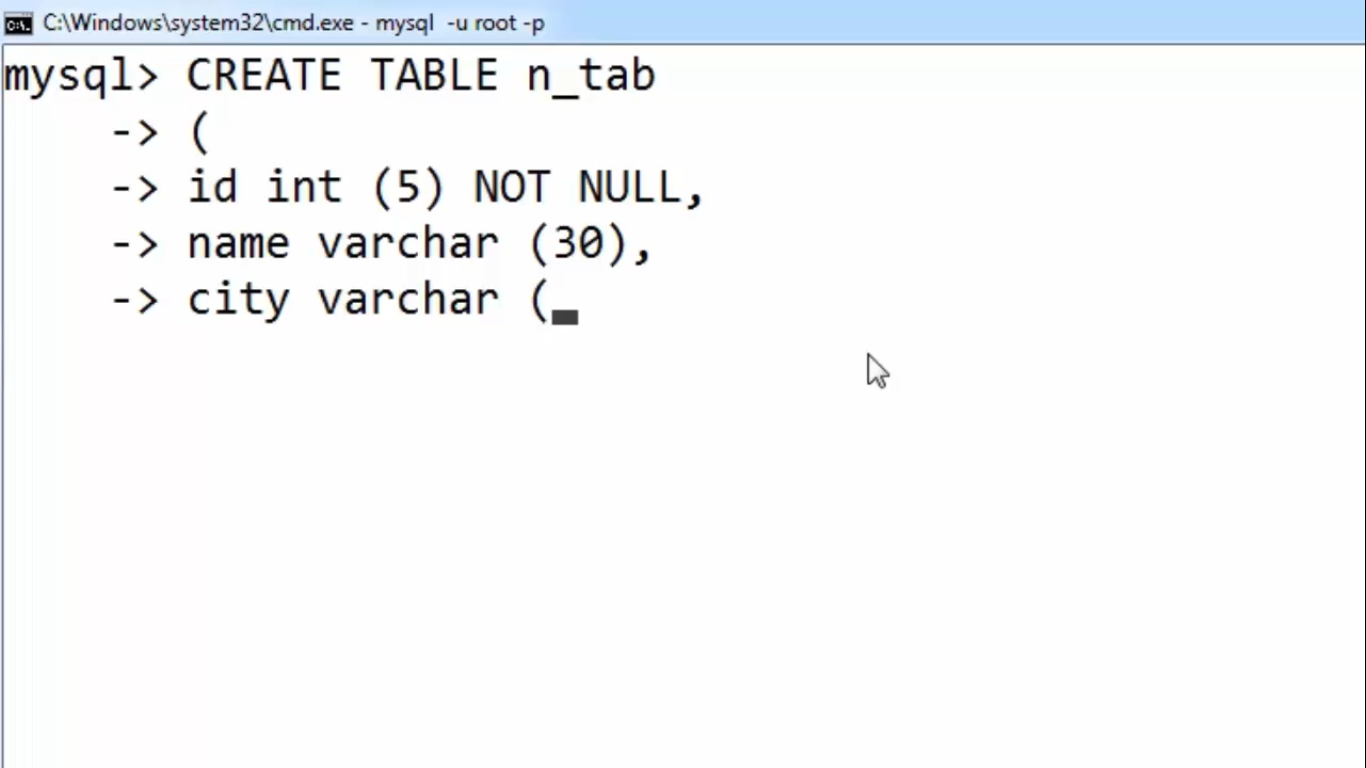 C:\Windows\system32\cmd.exe - mysql  -u root -p
mysql> CREATE TABLE n_tab
    -> (
    -> id int (5) NOT NULL,
    -> name varchar (30),
    -> city varchar (